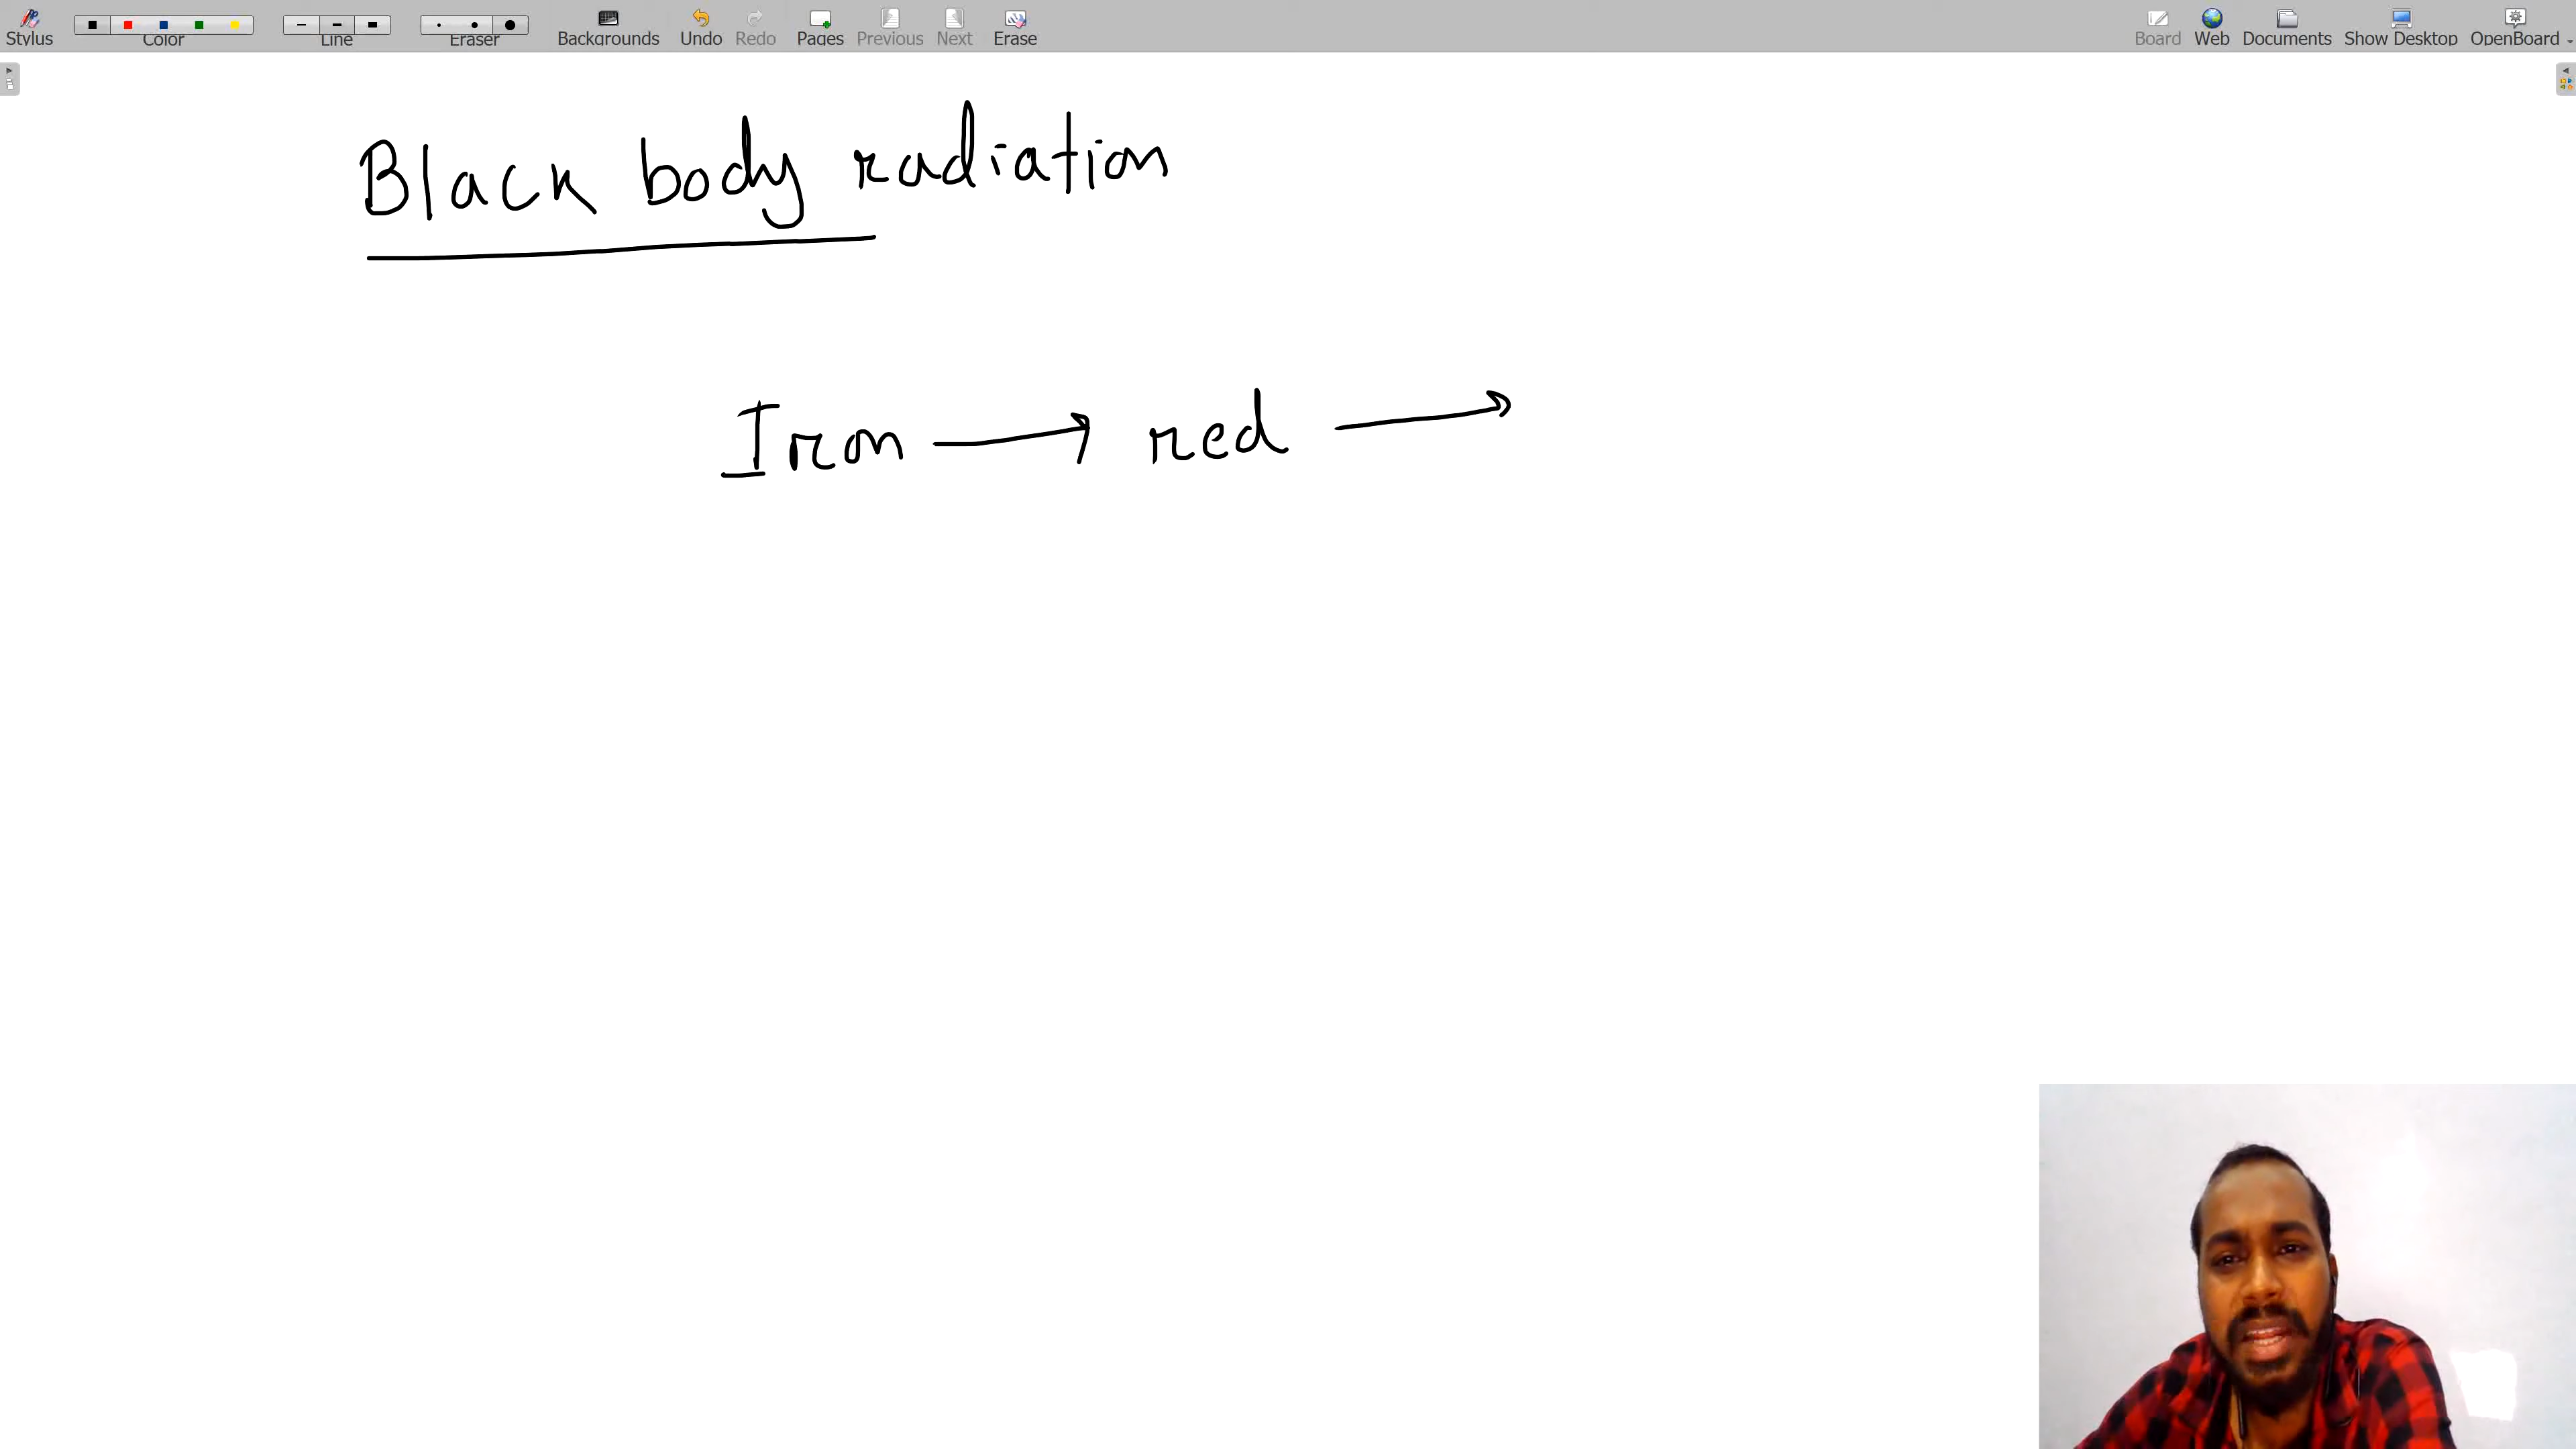 Stylus Color Line Eraser Backgrounds Undo Redo Pages Previous Next Erase Board Web Documents Show Desktop OpenBoard
Black body radiation
Iron → red →